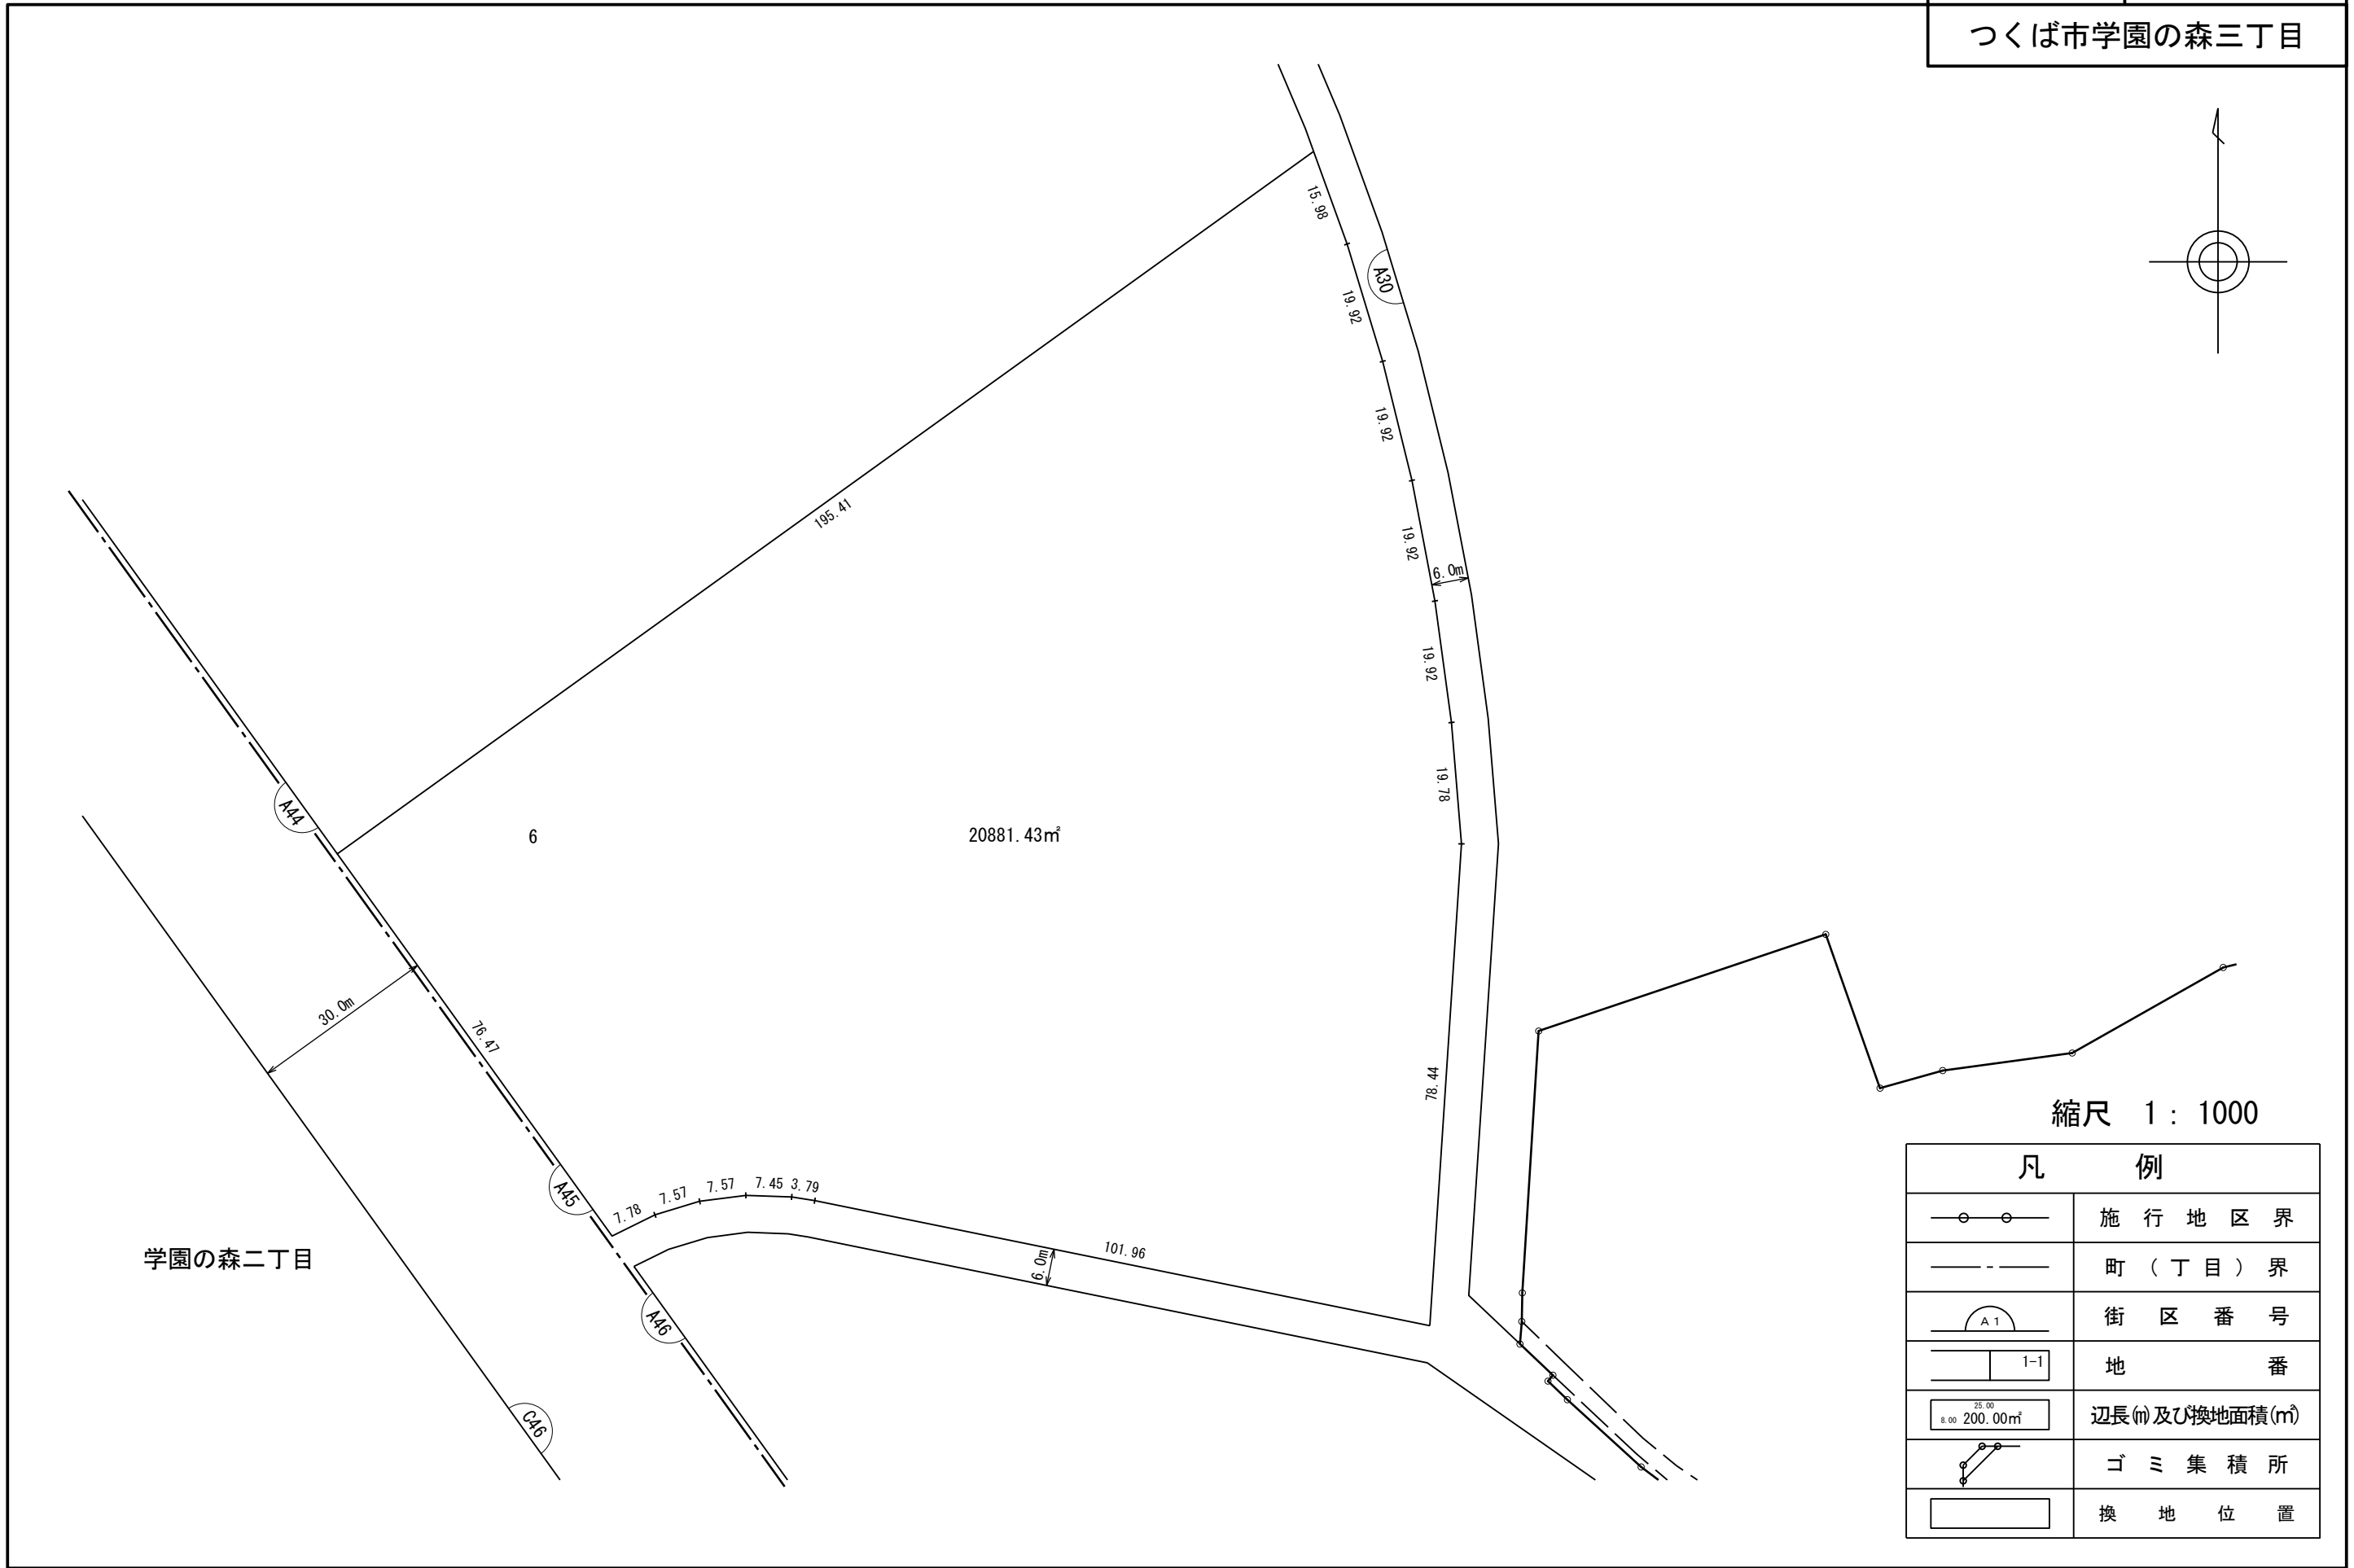 つくば市学園の森三丁目
15.98
A30
19.92
19.92
195.41
19.92
6.0m
19.92
19.78
A44
6
20881.43㎡
30.0m
76.47
78.44
A45
7.78
7.57
7.57
7.45
3.79
101.96
6.0m
学園の森二丁目
A46
C46
縮尺 1: 1000
凡例
施行地区界
町(丁目)界
A1
街区番号
1-1
地番
25.00
8.00 200.00㎡
辺長(m)及び換地面積(㎡)
ゴミ集積所
換地位置